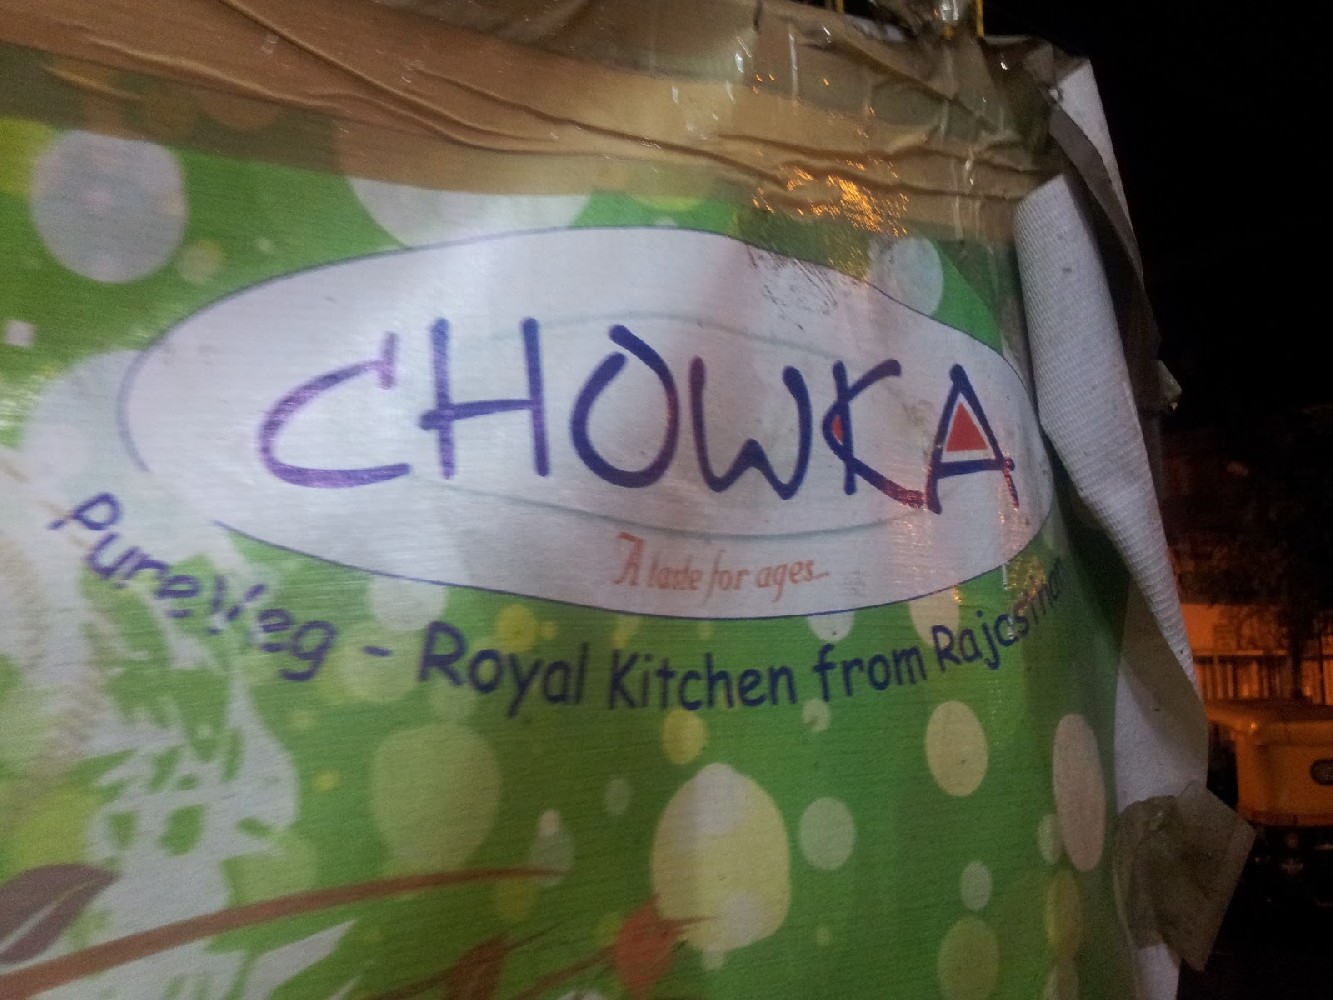 CHOWKA
A taste for ages...
Pure Veg - Royal Kitchen from Rajasthan